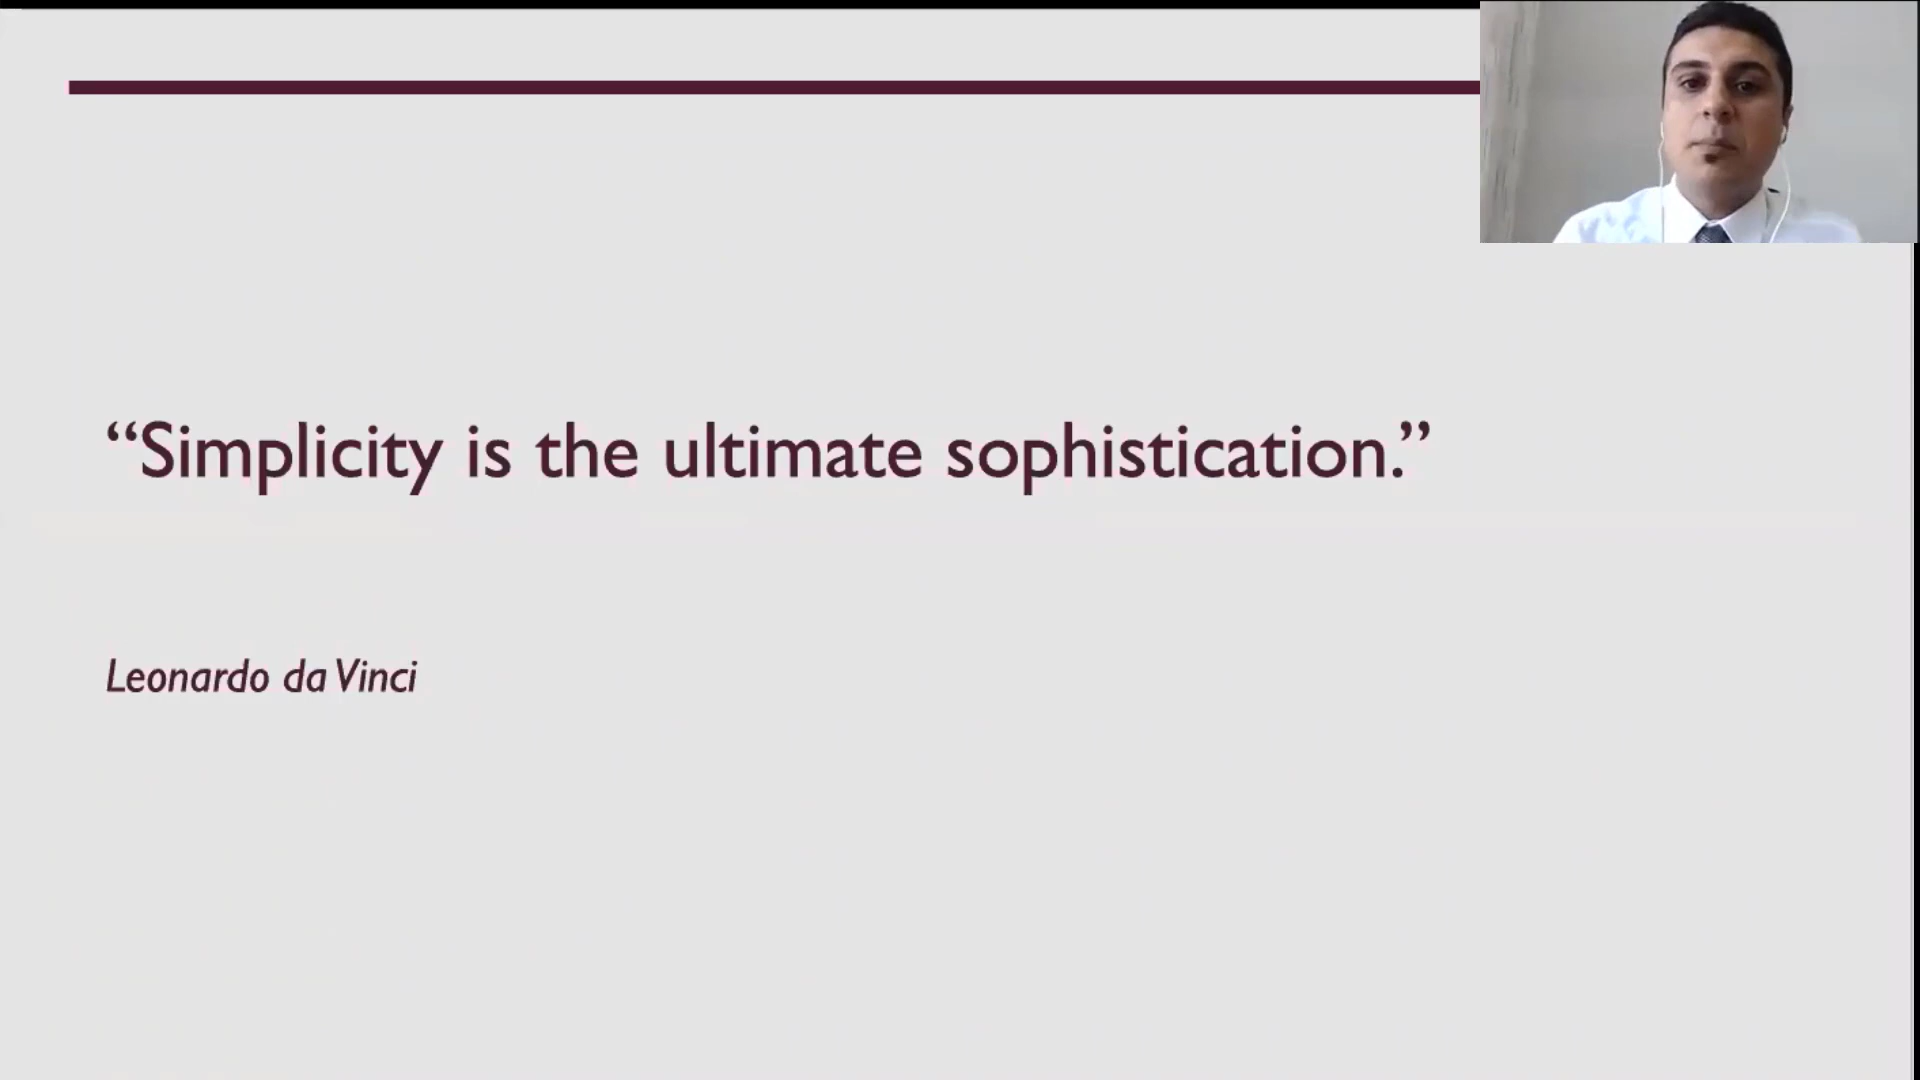 “Simplicity is the ultimate sophistication.”
Leonardo da Vinci